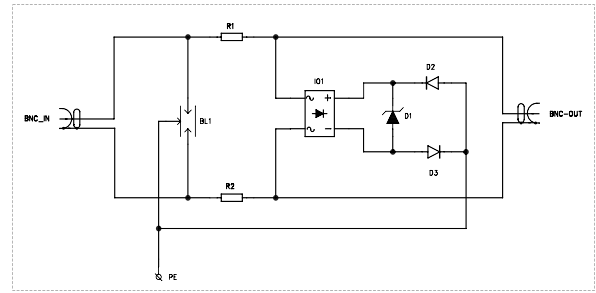 R1
IO1
D2
BNC_IN
BL1
D1
BNC-OUT
D3
R2
PE